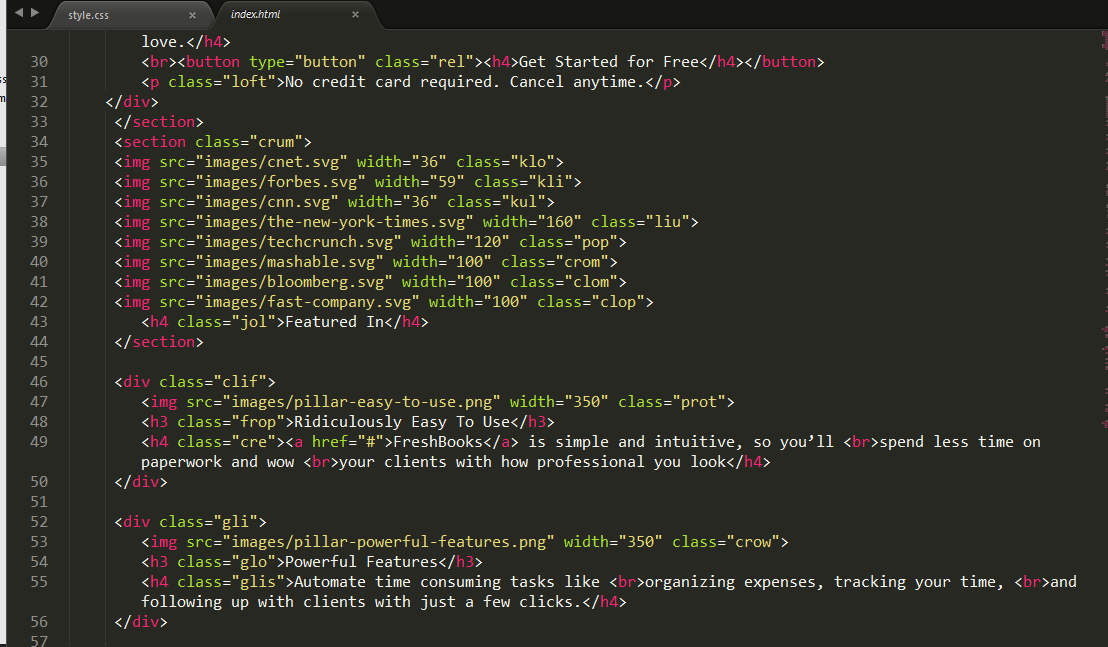 style.css × index.html ×
love.</h4>
30 <br><button type="button" class="rel"><h4>Get Started for Free</h4></button>
31 <p class="loft">No credit card required. Cancel anytime.</p>
32 </div>
33 </section>
34 <section class="crum">
35 <img src="images/cnet.svg" width="36" class="klo">
36 <img src="images/forbes.svg" width="59" class="kli">
37 <img src="images/cnn.svg" width="36" class="kul">
38 <img src="images/the-new-york-times.svg" width="160" class="liu">
39 <img src="images/techcrunch.svg" width="120" class="pop">
40 <img src="images/mashable.svg" width="100" class="crom">
41 <img src="images/bloomberg.svg" width="100" class="clom">
42 <img src="images/fast-company.svg" width="100" class="clop">
43 <h4 class="jol">Featured In</h4>
44 </section>
45
46 <div class="clif">
47 <img src="images/pillar-easy-to-use.png" width="350" class="prot">
48 <h3 class="frop">Ridiculously Easy To Use</h3>
49 <h4 class="cre"><a href="#">FreshBooks</a> is simple and intuitive, so you’ll <br>spend less time on
paperwork and wow <br>your clients with how professional you look</h4>
50 </div>
51
52 <div class="gli">
53 <img src="images/pillar-powerful-features.png" width="350" class="crow">
54 <h3 class="glo">Powerful Features</h3>
55 <h4 class="glis">Automate time consuming tasks like <br>organizing expenses, tracking your time, <br>and
following up with clients with just a few clicks.</h4>
56 </div>
57